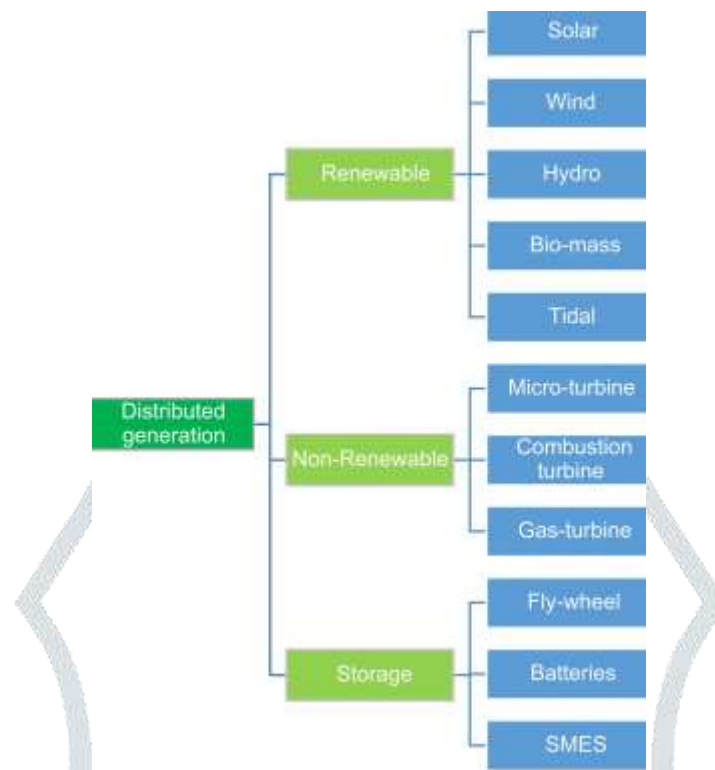 Solar
Wind
Renewable
Hydro
Bio-mass
Tidal
Distributed
generation
Micro-turbine
Non-Renewable
Combustion
turbine
Gas-turbine
Fly-wheel
Storage
Batteries
SMES